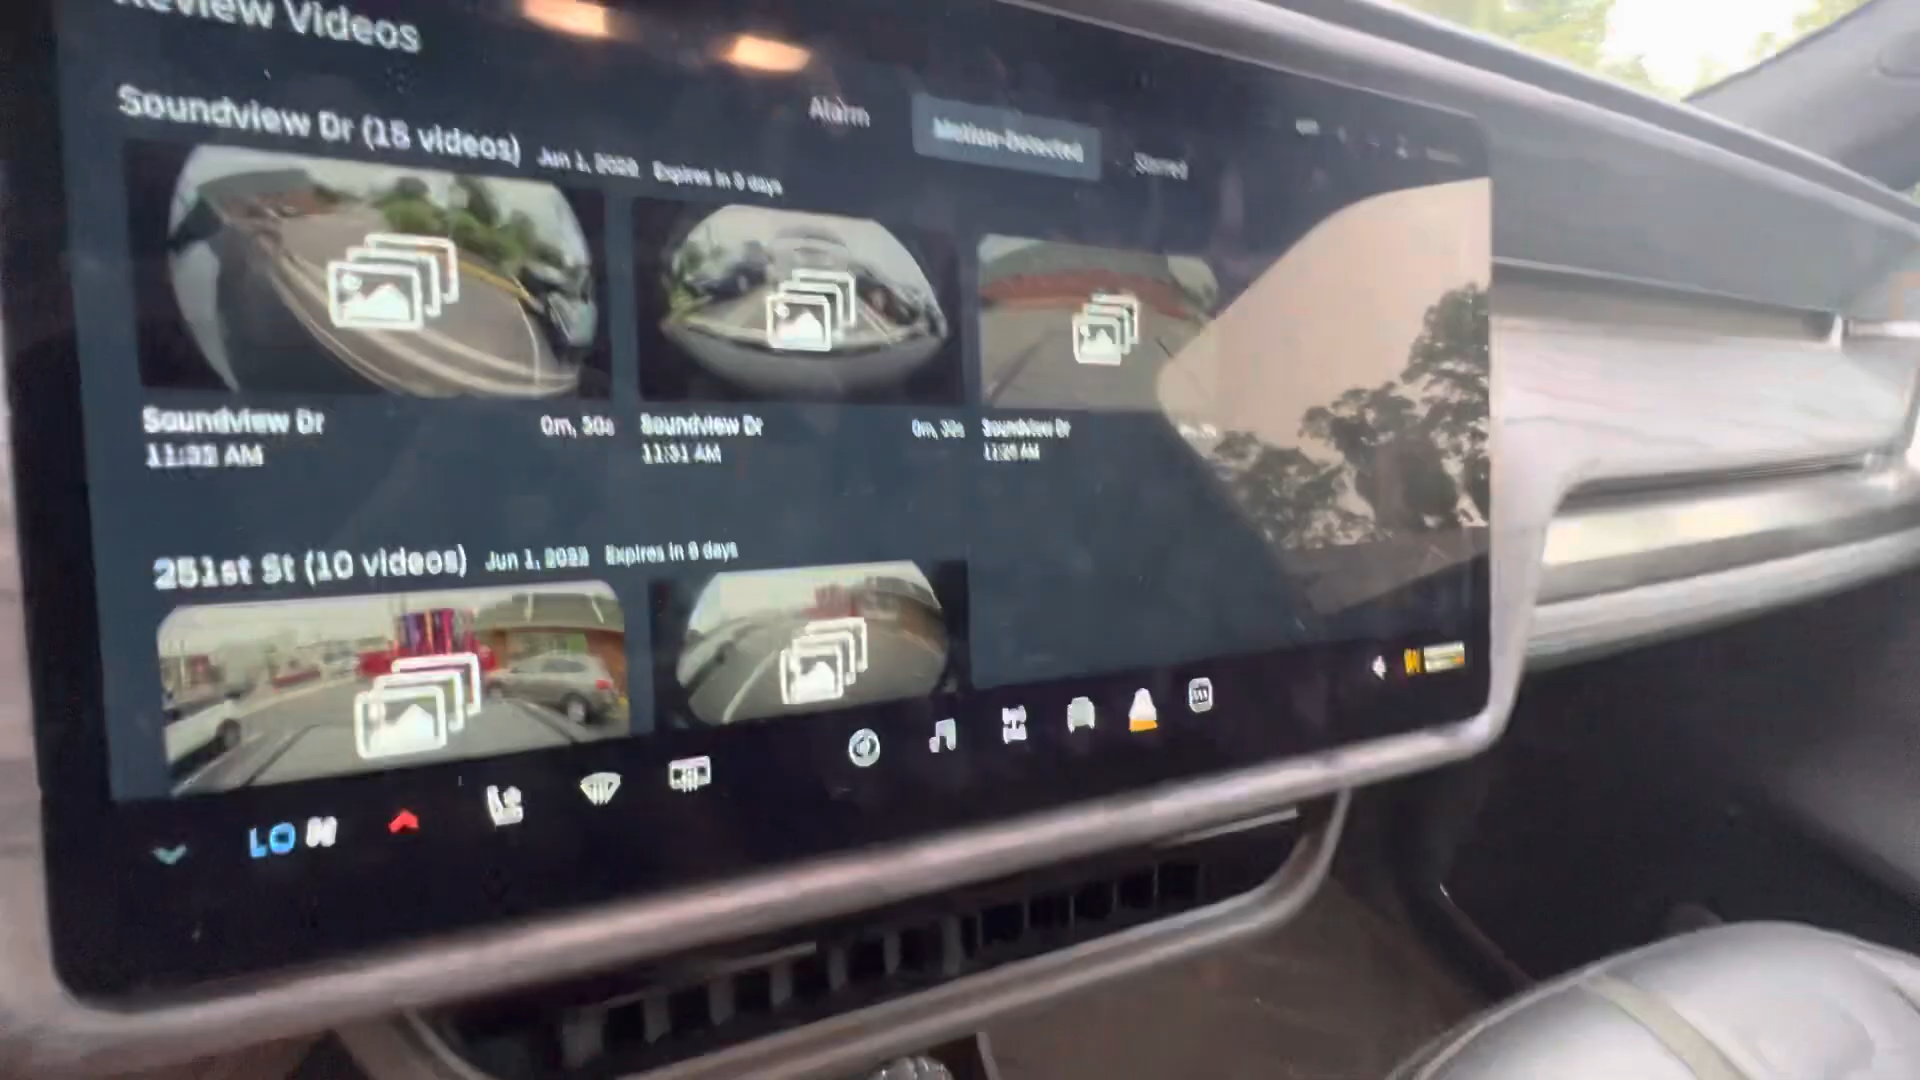 Review Videos
Alarm
Motion-Detected
Starred
Soundview Dr (18 videos) Jun 1, 2022 Expires in 9 days
Soundview Dr 0m, 30s
11:32 AM
Soundview Dr 0m, 30s
11:31 AM
Soundview Dr
251st St (10 videos) Jun 1, 2022 Expires in 9 days
LO